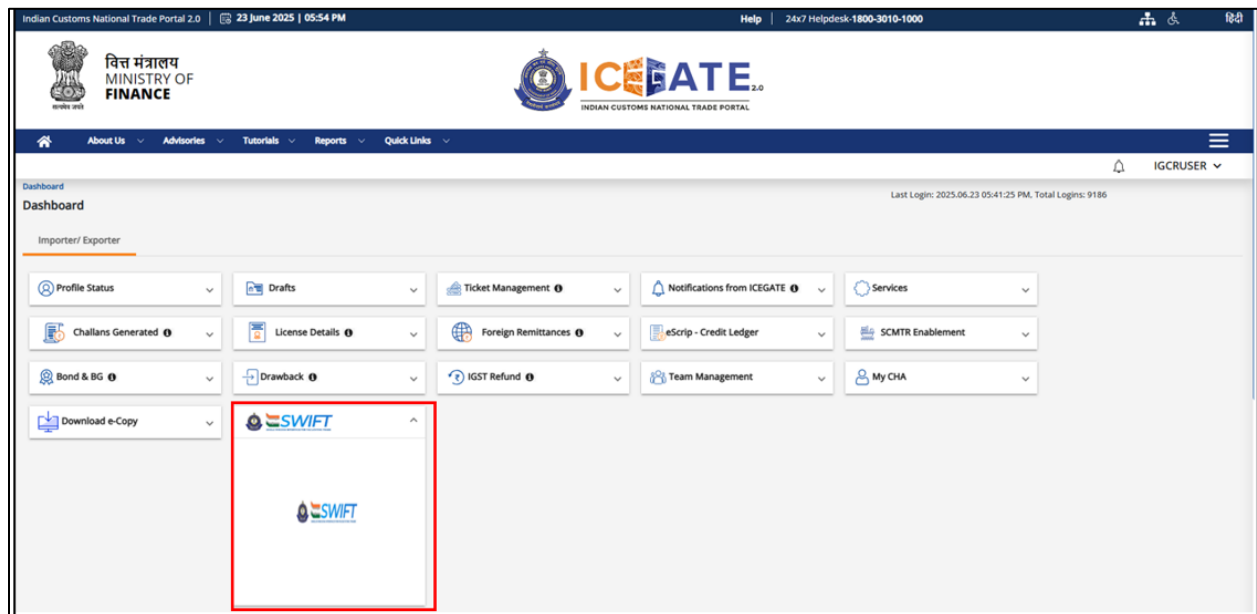 Indian Customs National Trade Portal 2.0 23 June 2025 | 05:54 PM Help 24x7 Helpdesk-1800-3010-1000 हिंदी
वित्त मंत्रालय
MINISTRY OF
FINANCE
सत्यमेव जयते
ICEGATE 2.0
INDIAN CUSTOMS NATIONAL TRADE PORTAL
About Us Advisories Tutorials Reports Quick Links
IGCRUSER
Dashboard
Last Login: 2025.06.23 05:41:25 PM, Total Logins: 9186
Dashboard
Importer/ Exporter
Profile Status Drafts Ticket Management Notifications from ICEGATE Services
Challans Generated License Details Foreign Remittances eScrip - Credit Ledger SCMTR Enablement
Bond & BG Drawback IGST Refund Team Management My CHA
Download e-Copy SWIFT
SWIFT